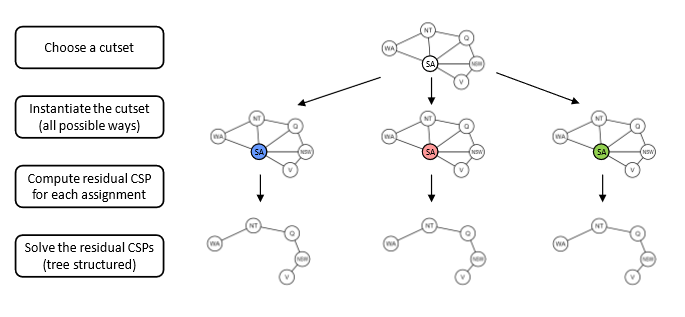 Choose a cutset
Instantiate the cutset
(all possible ways)
Compute residual CSP
for each assignment
Solve the residual CSPs
(tree structured)
NT
Q
WA
SA
NSW
V
NT
Q
WA
SA
NSW
V
NT
Q
WA
SA
NSW
V
NT
Q
WA
SA
NSW
V
NT
Q
WA
NSW
V
NT
Q
WA
NSW
V
NT
Q
WA
NSW
V